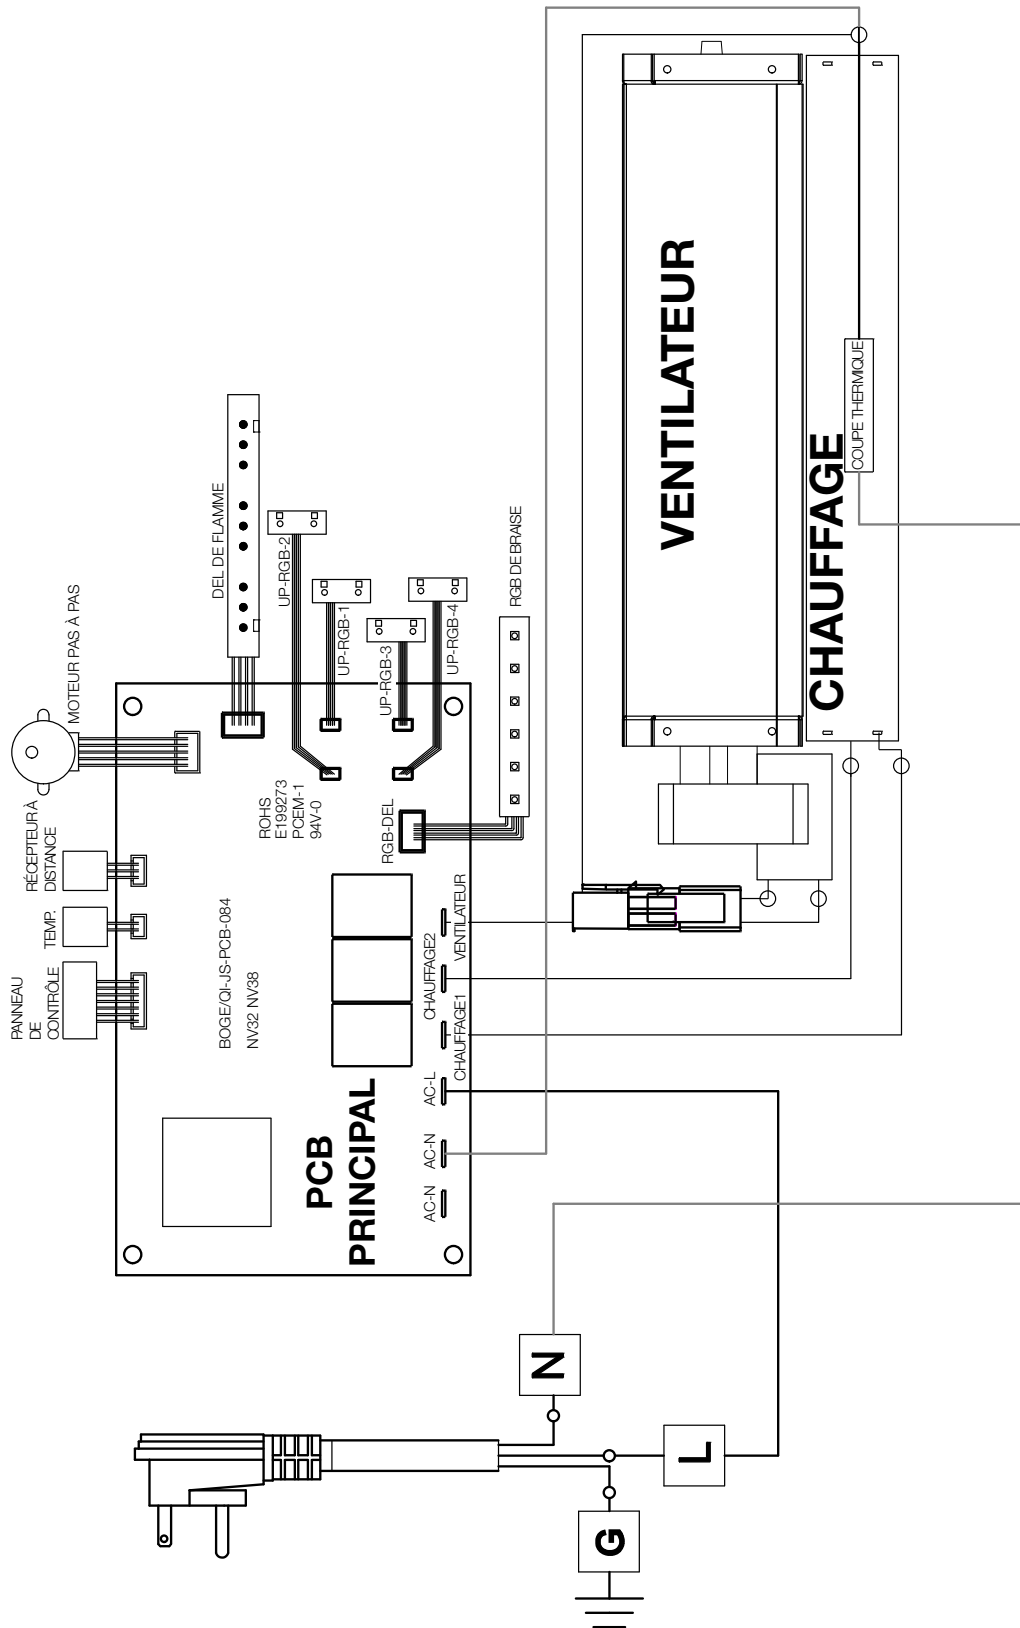 MOTEUR PAS À PAS
RÉCEPTEUR À
DISTANCE
TEMP.
PANNEAU
DE
CONTRÔLE
DEL DE FLAMME
UP-RGB-2
UP-RGB-1
UP-RGB-3
UP-RGB-4
RGB DE BRAISE
RGB-DEL
ROHS
E199273
PCEM-1
94V-0
BOGE/QI-JS-PCB-084
NV32 NV38
PCB
PRINCIPAL
VENTILATEUR
CHAUFFAGE2
CHAUFFAGE1
AC-L
AC-N
AC-N
VENTILATEUR
CHAUFFAGE
COUPE THERMIQUE
N
L
G